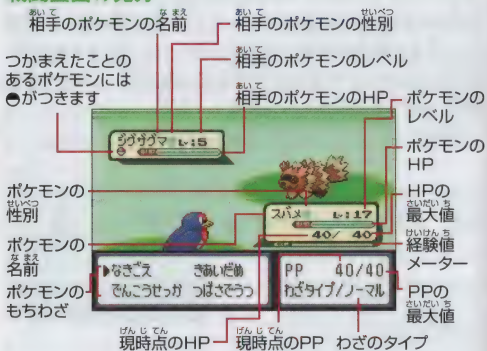 相手のポケモンの名前
相手のポケモンの性別
つかまえたことの
あるポケモンには
がつきます
相手のポケモンのレベル
相手のポケモンのHP
ポケモンの
レベル
ポケモンの
HP
HPの
最大値
経験値
メーター
PPの
最大値
ポケモンの
性別
ポケモンの
名前
ポケモンの
もちわざ
ジグザグマ Lv:5
スバメ Lv:17
40/ 40
▶なきごえ きあいだめ
でんこうせっか つばさでうつ
PP 40/40
わざタイプ/ノーマル
現時点のHP
現時点のPP
わざのタイプ